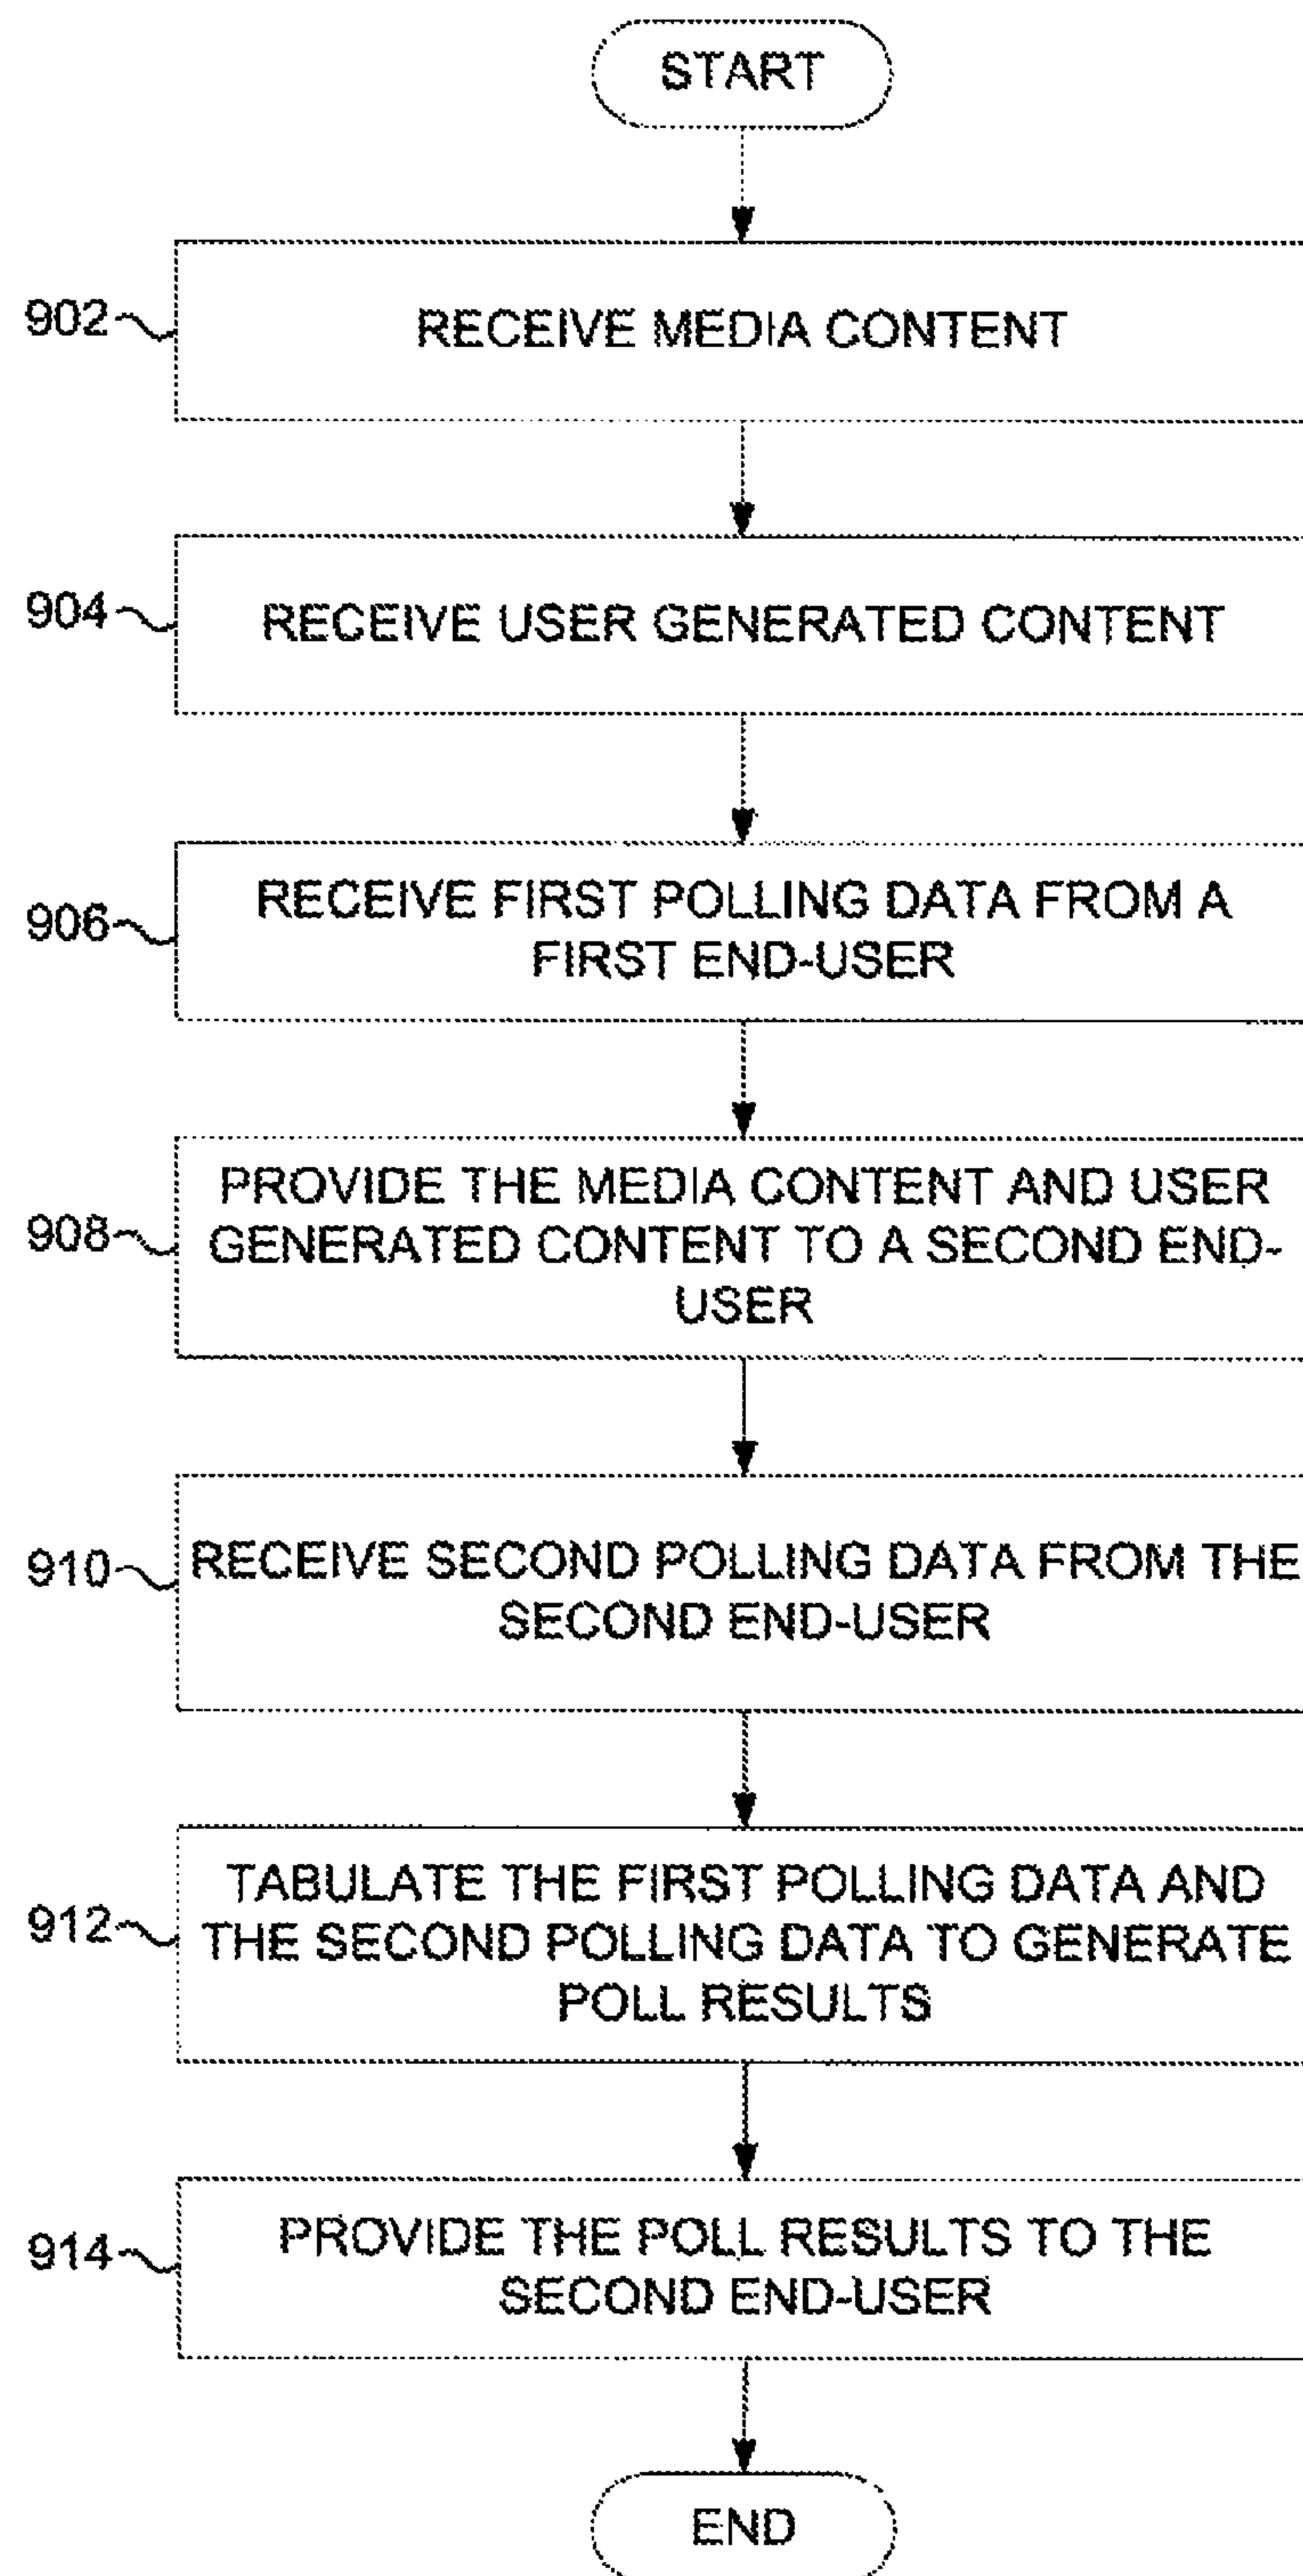 START
902
RECEIVE MEDIA CONTENT
904
RECEIVE USER GENERATED CONTENT
906
RECEIVE FIRST POLLING DATA FROM A
FIRST END-USER
908
PROVIDE THE MEDIA CONTENT AND USER
GENERATED CONTENT TO A SECOND END-
USER
910
RECEIVE SECOND POLLING DATA FROM THE
SECOND END-USER
912
TABULATE THE FIRST POLLING DATA AND
THE SECOND POLLING DATA TO GENERATE
POLL RESULTS
914
PROVIDE THE POLL RESULTS TO THE
SECOND END-USER
END